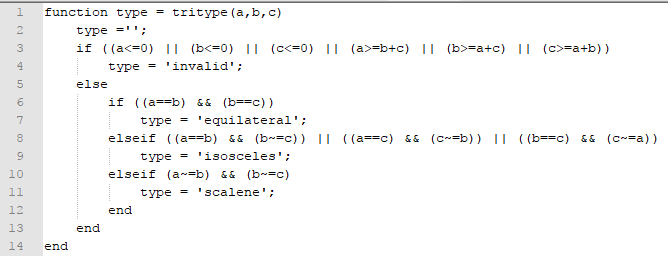 1 function type = tritype(a,b,c)
2 type ='';
3 if ((a<=0) || (b<=0) || (c<=0) || (a>=b+c) || (b>=a+c) || (c>=a+b))
4 type = 'invalid';
5 else
6 if ((a==b) && (b==c))
7 type = 'equilateral';
8 elseif ((a==b) && (b~=c)) || ((a==c) && (c~=b)) || ((b==c) && (c~=a))
9 type = 'isosceles';
10 elseif (a~=b) && (b~=c)
11 type = 'scalene';
12 end
13 end
14 end